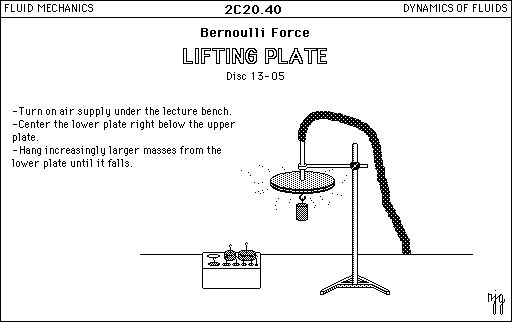 FLUID MECHANICS
2C20.40
DYNAMICS OF FLUIDS
Bernoulli Force
LIFTING PLATE
Disc 13-05
-Turn on air supply under the lecture bench.
-Center the lower plate right below the upper
plate.
-Hang increasingly larger masses from the
lower plate until it falls.